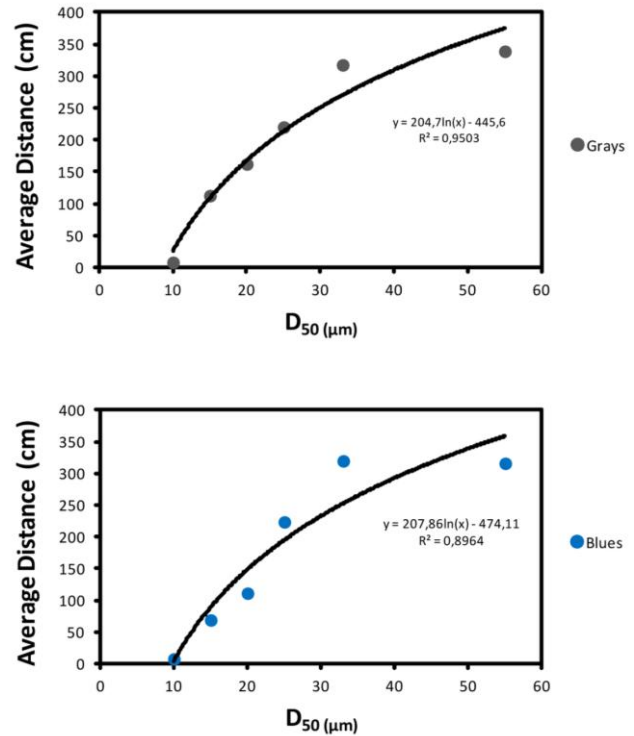 400
350
300
250
200
150
100
50
0
Average Distance (cm)
y = 204,7ln(x) - 445,6
R² = 0,9503
Grays
0 10 20 30 40 50 60
D₅₀ (μm)
400
350
300
250
200
150
100
50
0
Average Distance (cm)
y = 207,86ln(x) - 474,11
R² = 0,8964
Blues
0 10 20 30 40 50 60
D₅₀ (μm)